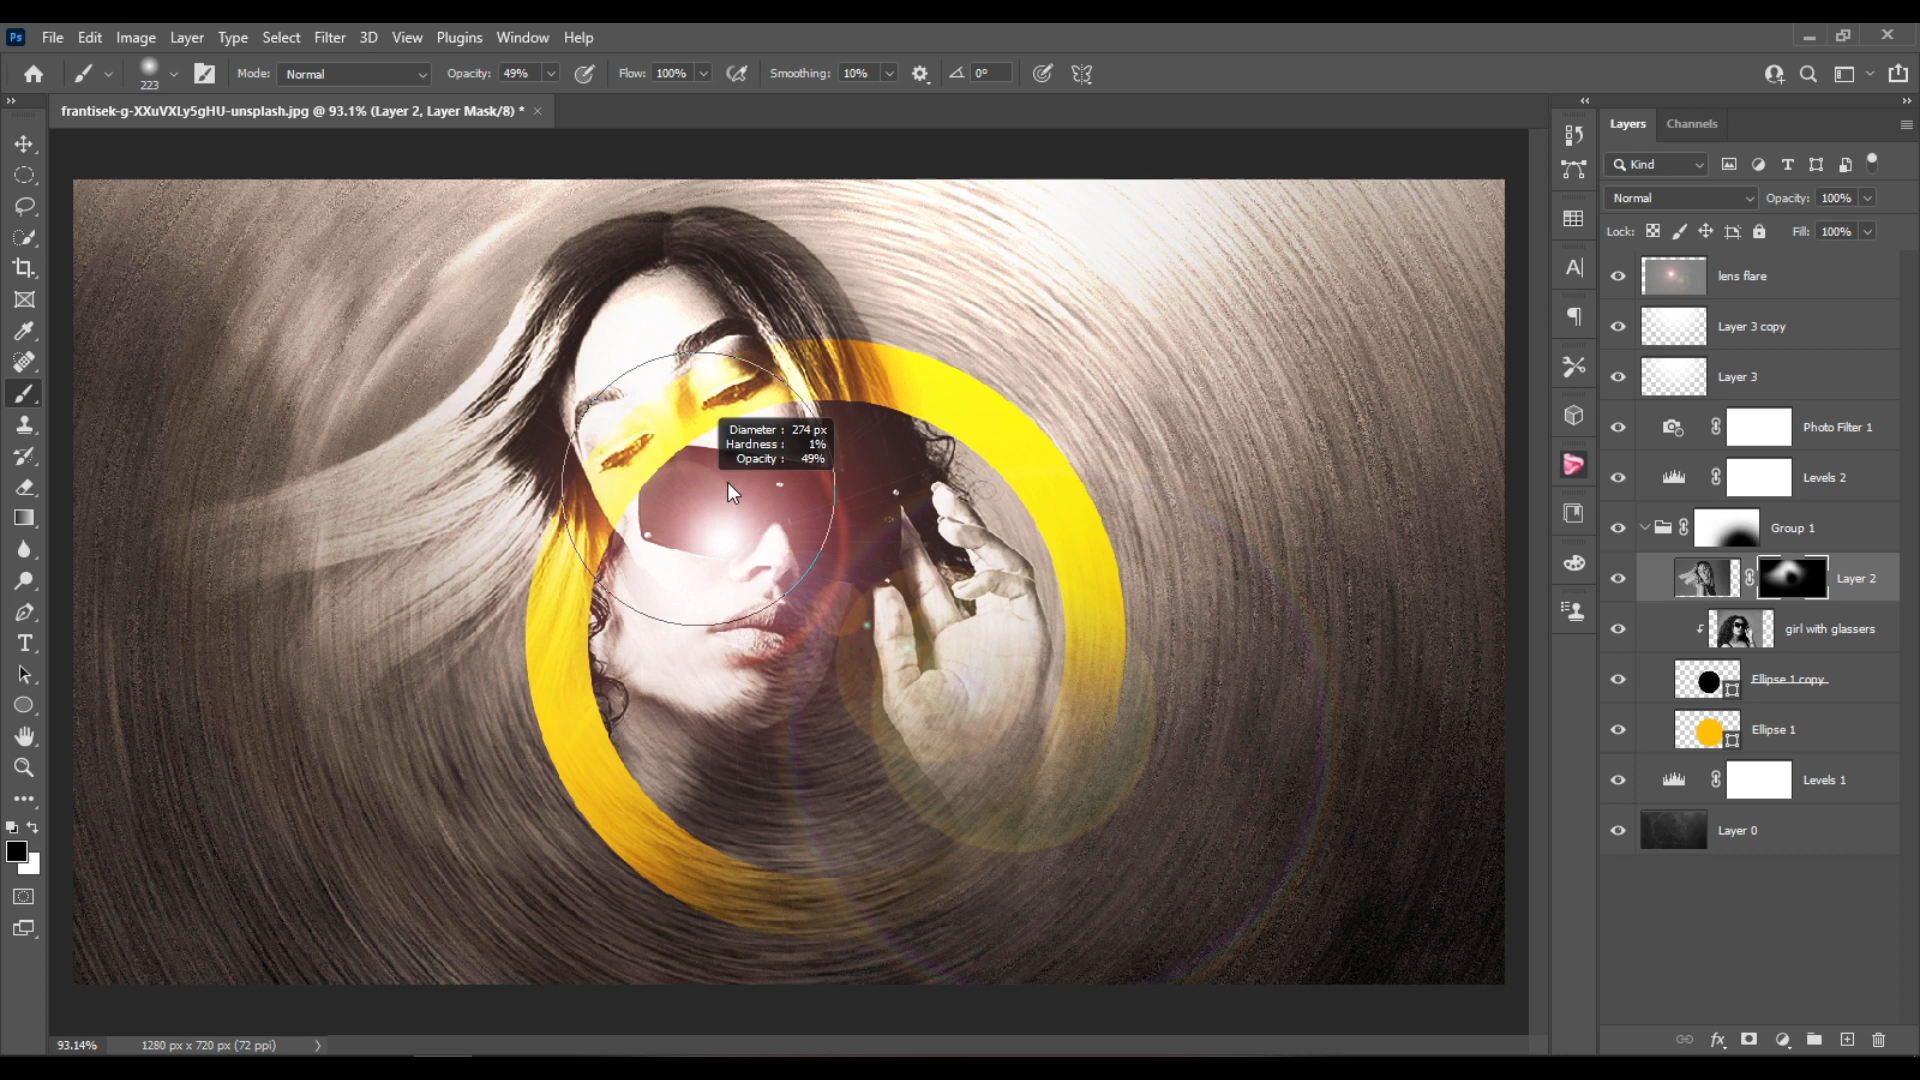 Ps File Edit Image Layer Type Select Filter 3D View Plugins Window Help
223 Mode: Normal Opacity: 49% Flow: 100% Smoothing: 10% 0°
frantisek-g-XXuVXLy5gHU-unsplash.jpg @ 93.1% (Layer 2, Layer Mask/8) *
Layers Channels
Kind
Normal Opacity: 100%
Lock: Fill: 100%
lens flare
Layer 3 copy
Layer 3
Photo Filter 1
Levels 2
Group 1
Layer 2
girl with glassers
Ellipse 1 copy
Ellipse 1
Levels 1
Layer 0
Diameter : 274 px
Hardness : 1%
Opacity : 49%
93.14% 1280 px x 720 px (72 ppi)